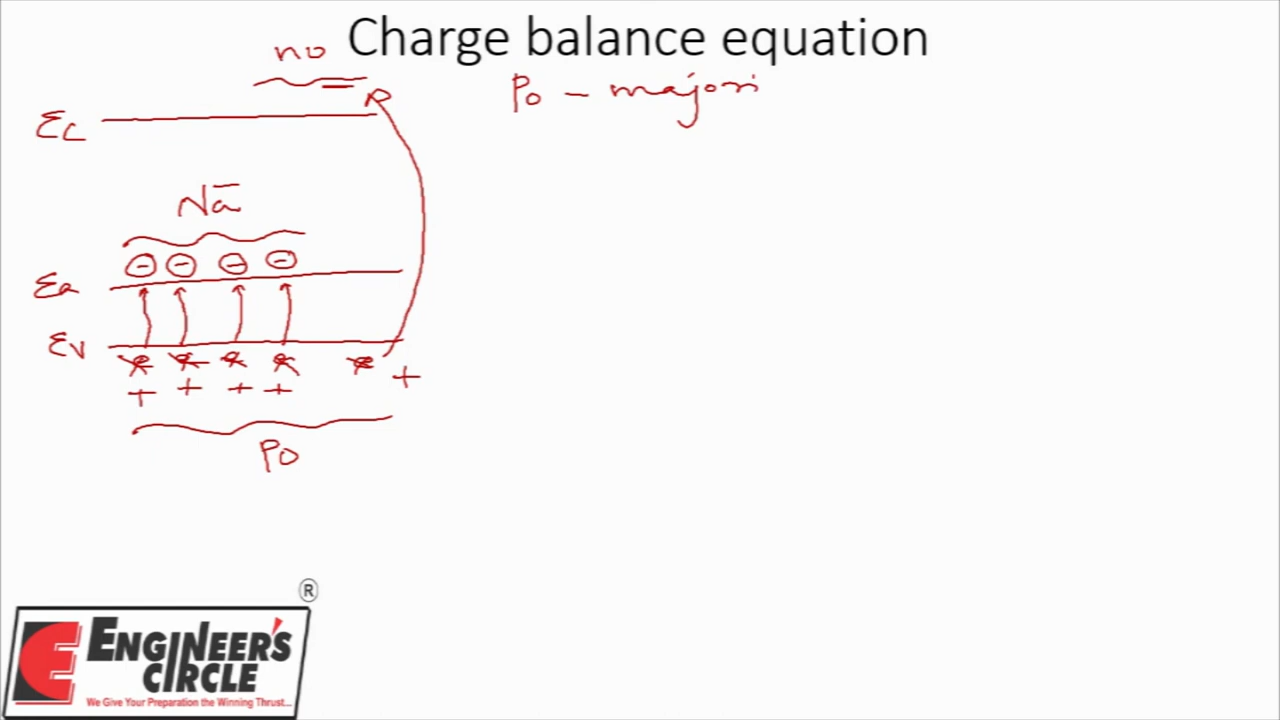 Charge balance equation
no
Po - majori
Ec
Na-
Ea
Ev
+ + + + +
Po
®
ENGINEER'S
CIRCLE
We Give Your Preparation the Winning Thrust...